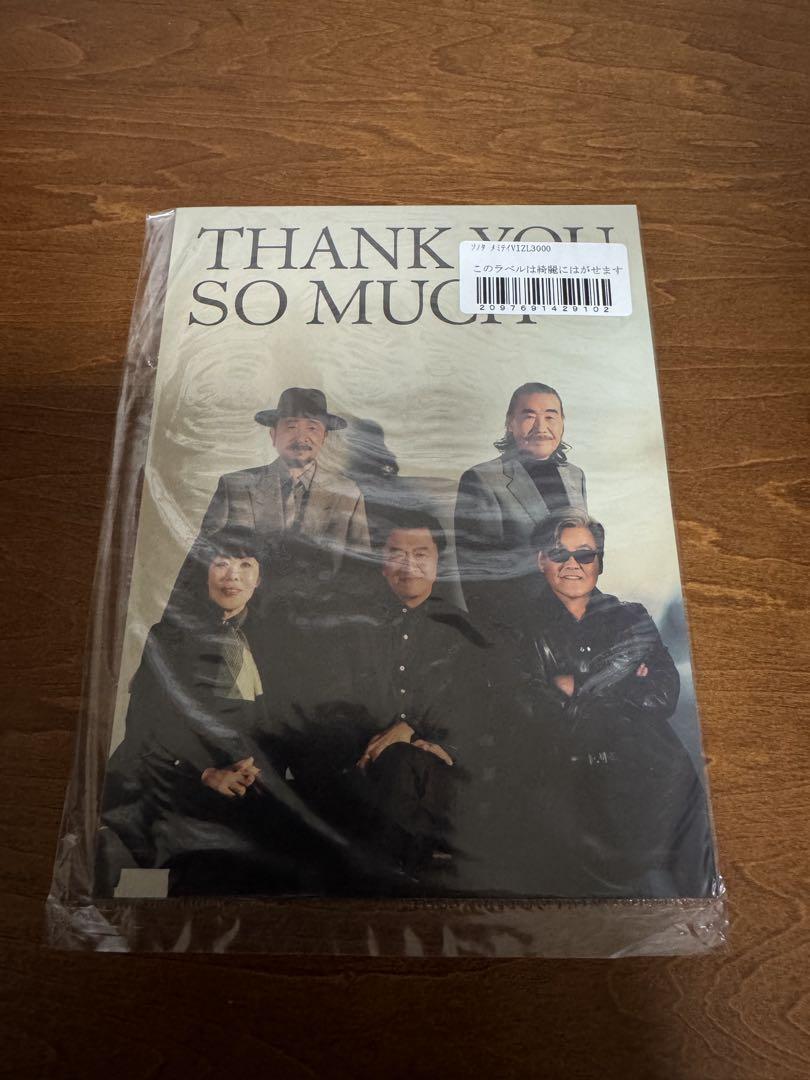 THANK YOU
SO MUCH
ソノタ メミテイVIZL3000
このラベルは綺麗にはがせます
2097691429102